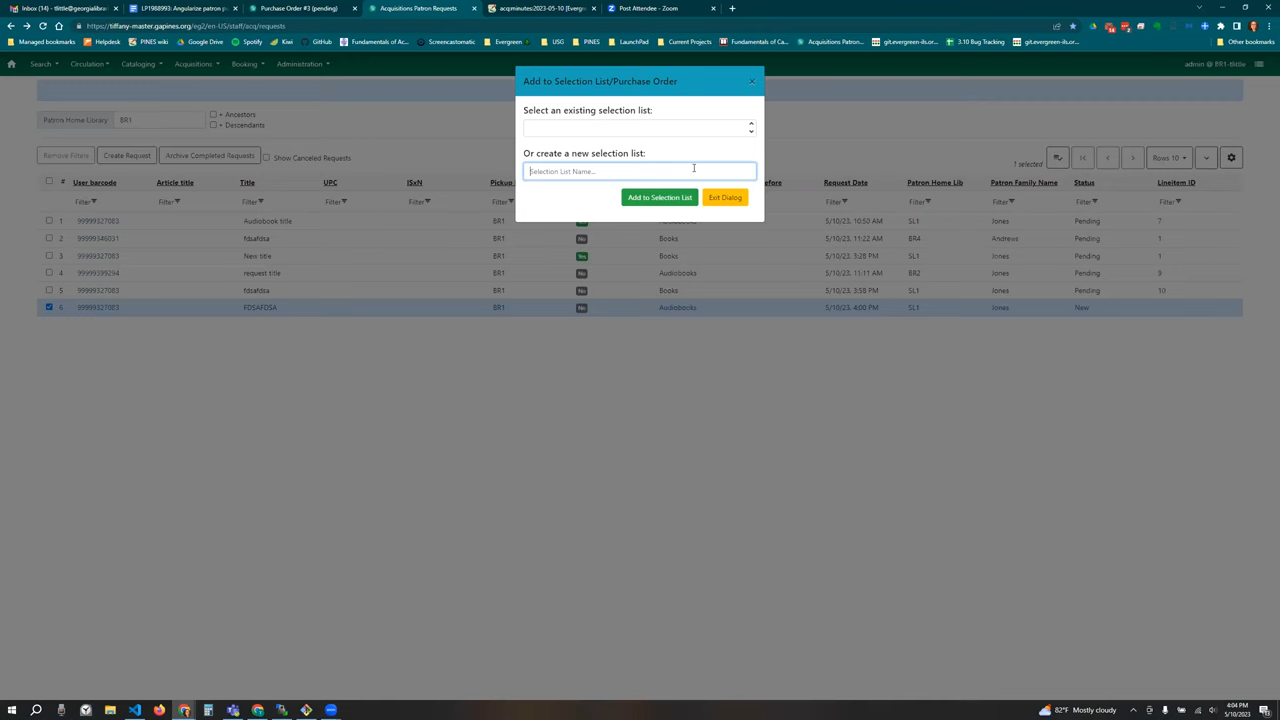 Inbox (14) - tlittle@georgialibra
LP1988993: Angularize patron p
Purchase Order #3 (pending)
Acquisitions Patron Requests
acqminutes:2023-05-10 [Evergre
Post Attendee - Zoom
https://tiffany-master.gapines.org/eg2/en-US/staff/acq/requests
Managed bookmarks
Helpdesk
PINES wiki
Google Drive
Spotify
Kiwi
GitHub
Fundamentals of Ac...
Screencastomatic
Evergreen
USG
PINES
LaunchPad
Current Projects
Fundamentals of Ca...
Acquisitions Patron...
git.evergreen-ils.or...
3.10 Bug Tracking
git.evergreen-ils.or...
Other bookmarks
Search
Circulation
Cataloging
Acquisitions
Booking
Administration
admin @ BR1-tlittle
Add to Selection List/Purchase Order
×
Select an existing selection list:
Or create a new selection list:
Selection List Name...
Add to Selection List
Exit Dialog
Patron Home Library
BR1
+ Ancestors
+ Descendants
Remove Filters
Create Request
Archive Completed Requests
Show Canceled Requests
1 selected
Rows 10
# User barcode Article title Title UPC ISxN Pickup Request Date Patron Home Lib Patron Family Name Status Lineitem ID
Filter Filter Filter Filter Filter Filter Filter Filter Filter Filter Filter
1 99999327083 Audiobook title BR1 5/10/23, 10:50 AM SL1 Jones Pending 7
2 99999346031 fdsafdsa BR1 No Books 5/10/23, 11:22 AM BR4 Andrews Pending 1
3 99999327083 New title BR1 Yes Books 5/10/23, 3:28 PM SL1 Jones Pending 1
4 99999399294 request title BR1 No Audiobooks 5/10/23, 11:11 AM BR2 Jones Pending 9
5 99999327083 fdsafdsa BR1 No Books 5/10/23, 3:58 PM SL1 Jones Pending 10
6 99999327083 FDSAFDSA BR1 No Audiobooks 5/10/23, 4:00 PM SL1 Jones New
82°F Mostly cloudy
4:04 PM
5/10/2023